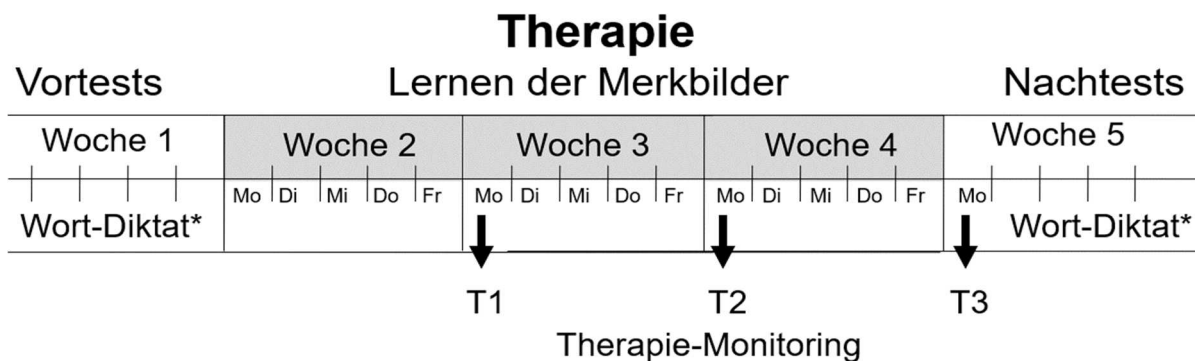 Therapie
Vortests Lernen der Merkbilder Nachtests
Woche 1 Woche 2 Woche 3 Woche 4 Woche 5
Mo Di Mi Do Fr Mo Di Mi Do Fr Mo Di Mi Do Fr Mo
Wort-Diktat* Wort-Diktat*
T1 T2 T3
Therapie-Monitoring